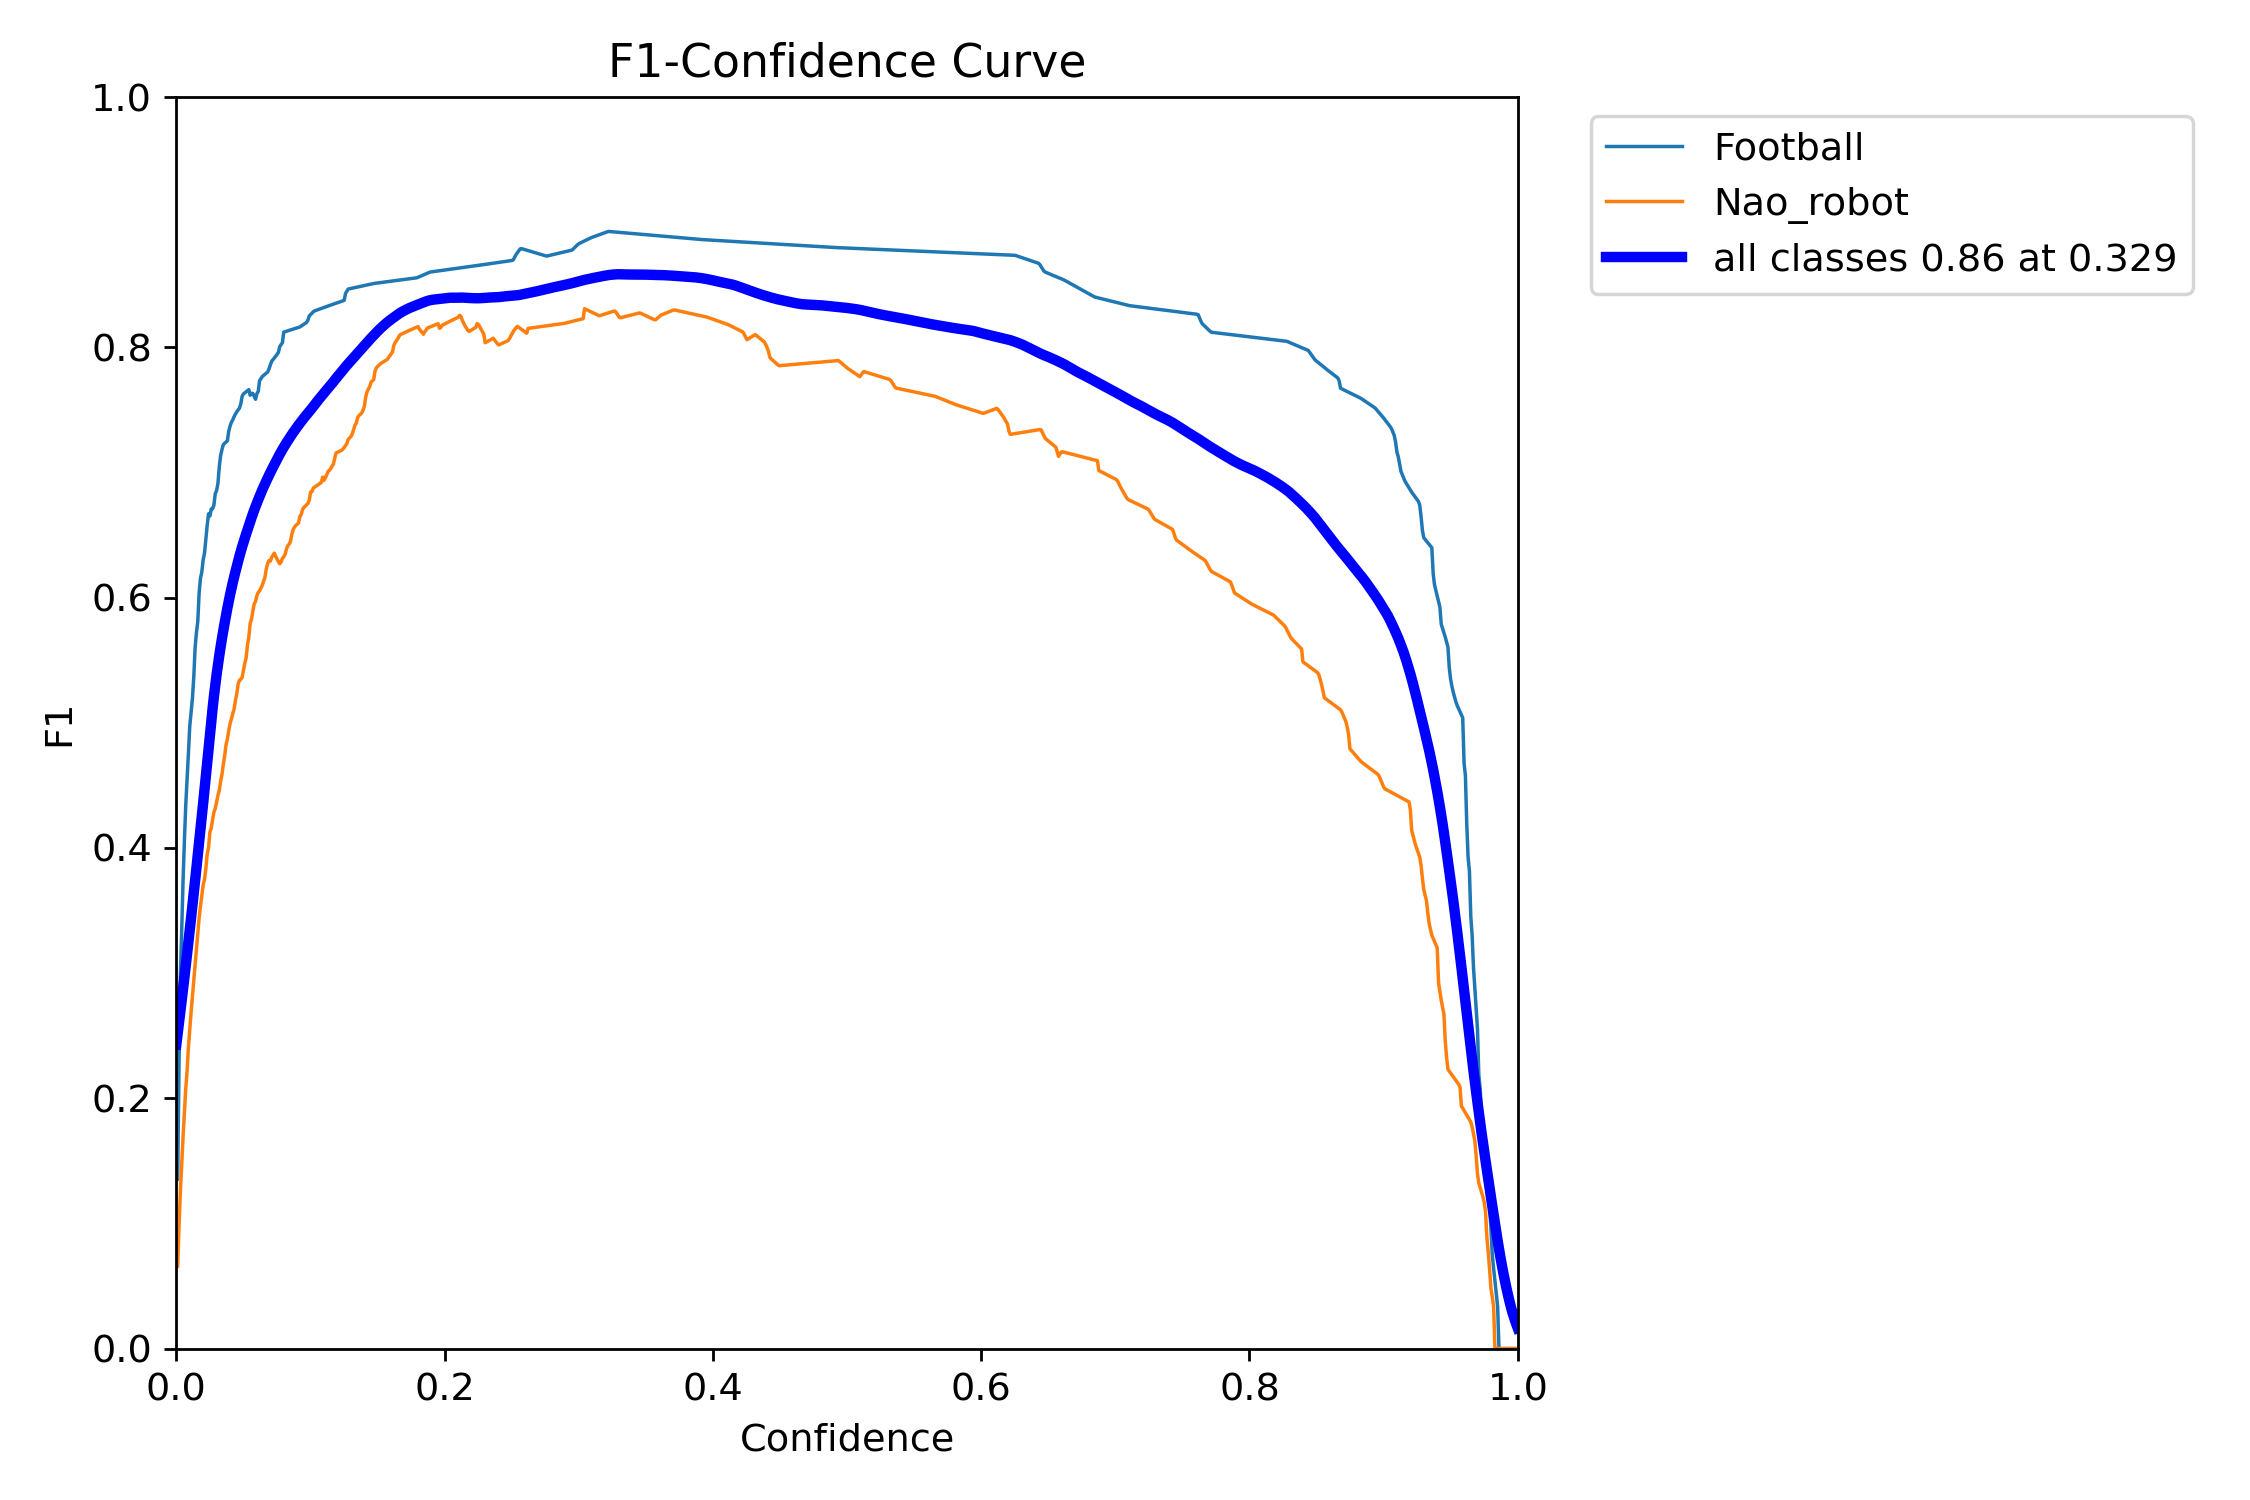 F1-Confidence Curve
1.0
0.8
0.6
0.4
0.2
0.0
F1
0.0 0.2 0.4 0.6 0.8 1.0
Confidence
Football
Nao_robot
all classes 0.86 at 0.329